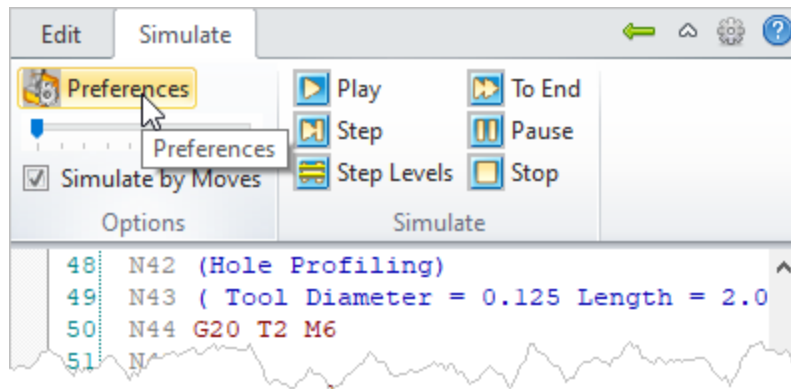 Edit Simulate
Preferences
Preferences
Simulate by Moves
Options
Play To End
Step Pause
Step Levels Stop
Simulate
48 N42 (Hole Profiling)
49 N43 ( Tool Diameter = 0.125 Length = 2.0
50 N44 G20 T2 M6
51